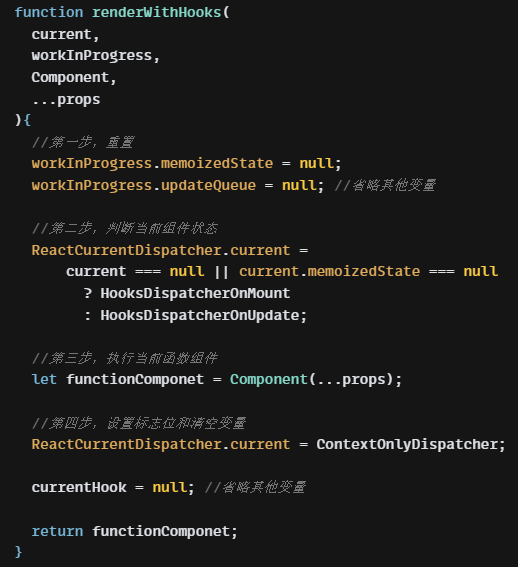 function renderWithHooks(
current,
workInProgress,
Component,
...props
){
//第一步，重置
workInProgress.memoizedState = null;
workInProgress.updateQueue = null; //省略其他变量
//第二步，判断当前组件状态
ReactCurrentDispatcher.current =
current === null || current.memoizedState === null
? HooksDispatcherOnMount
: HooksDispatcherOnUpdate;
//第三步，执行当前函数组件
let functionComponet = Component(...props);
//第四步，设置标志位和清空变量
ReactCurrentDispatcher.current = ContextOnlyDispatcher;
currentHook = null; //省略其他变量
return functionComponet;
}